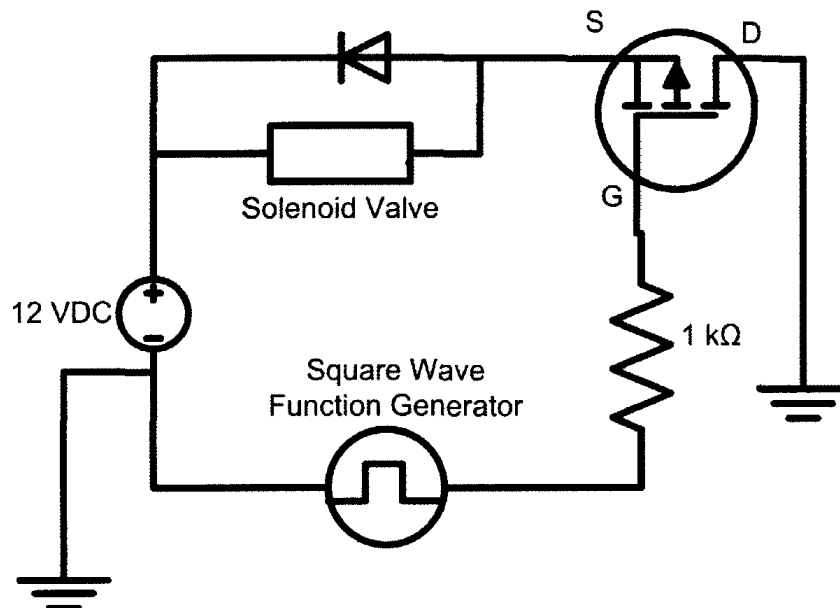 S
D
G
Solenoid Valve
12 VDC
1 kΩ
Square Wave
Function Generator